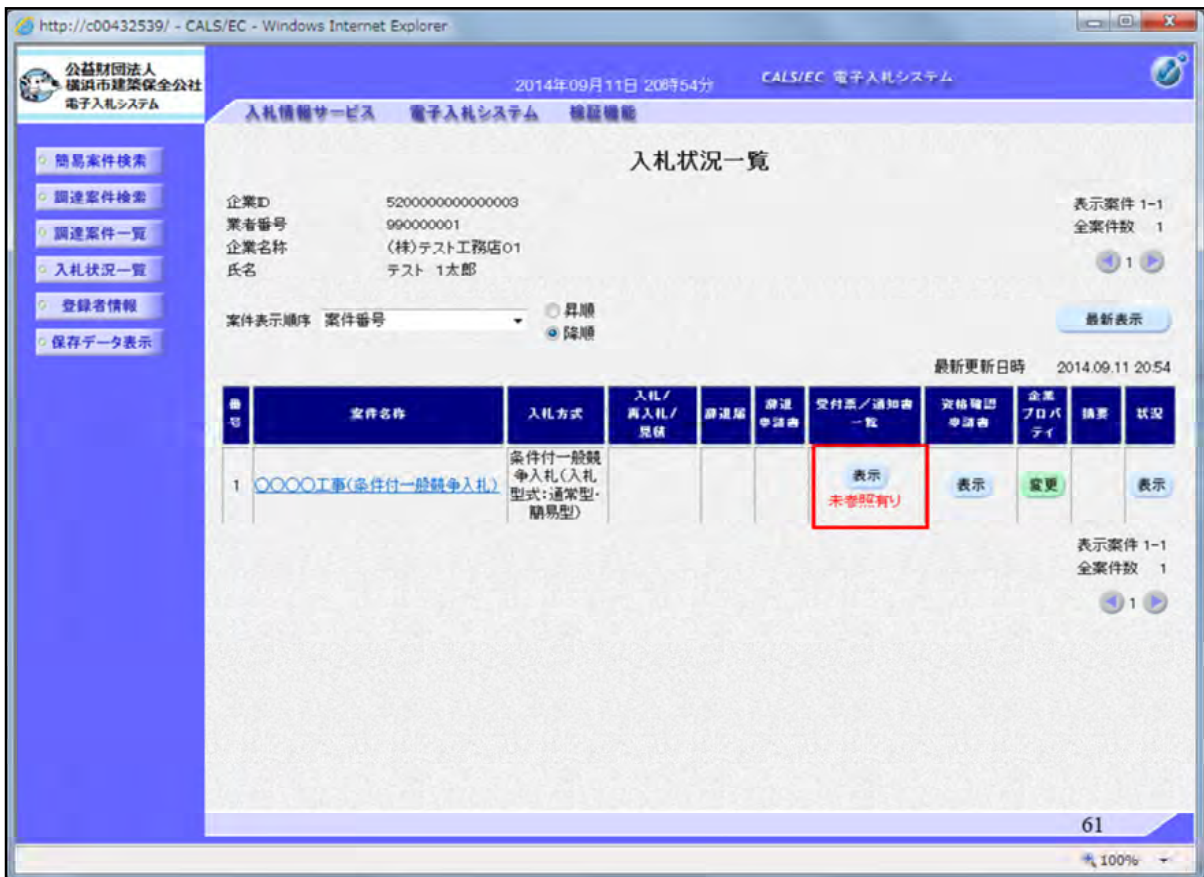 http://c00432539/ - CALS/EC - Windows Internet Explorer
公益財団法人
横浜市建築保全公社
電子入札システム
2014年09月11日 20時54分
CALS/EC 電子入札システム
入札情報サービス 電子入札システム 検証機能
簡易案件検索
調達案件検索
調達案件一覧
入札状況一覧
登録者情報
保存データ表示
入札状況一覧
企業ID 5200000000000003
業者番号 990000001
企業名称 (株)テスト工務店01
氏名 テスト 1太郎
表示案件 1-1
全案件数 1
1
案件表示順序 案件番号
昇順
降順
最新表示
最新更新日時 2014.09.11 20:54
番号 案件名称 入札方式 入札/再入札/見積 辞退届 辞退申請書 受付票/通知書一覧 資格確認申請書 企業プロパティ 摘要 状況
1 〇〇〇〇工事(条件付一般競争入札)
条件付一般競
争入札(入札
型式:通常型・
簡易型)
表示
未参照有り
表示
変更
表示
表示案件 1-1
全案件数 1
1
61
100%